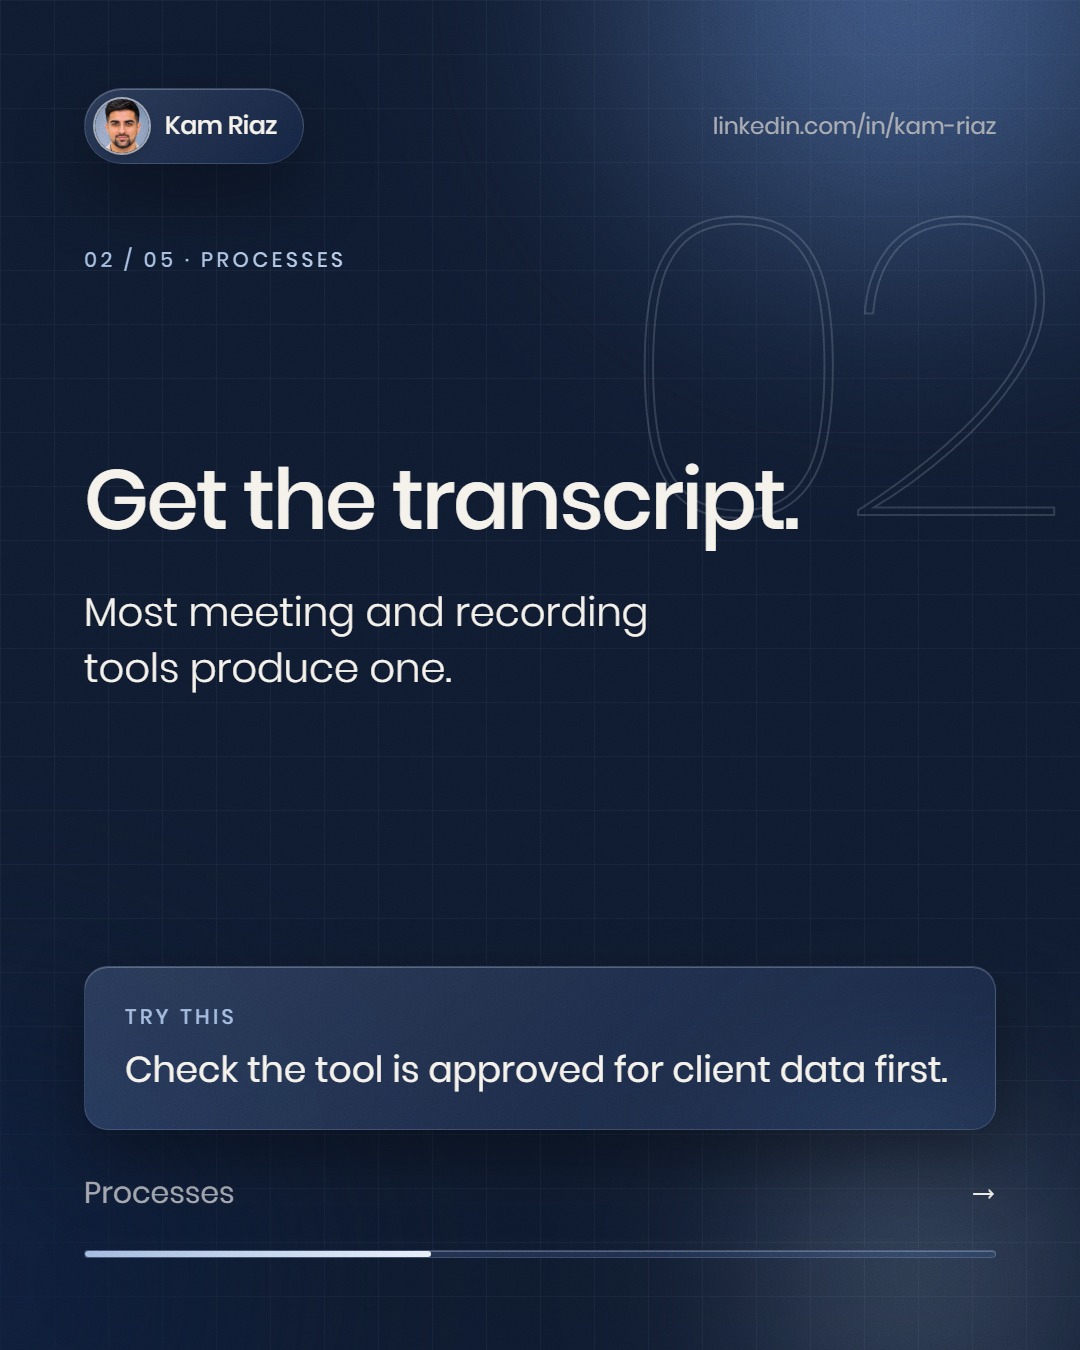 Kam Riaz
linkedin.com/in/kam-riaz
02 / 05 · PROCESSES
02
Get the transcript.
Most meeting and recording
tools produce one.
TRY THIS
Check the tool is approved for client data first.
Processes
→